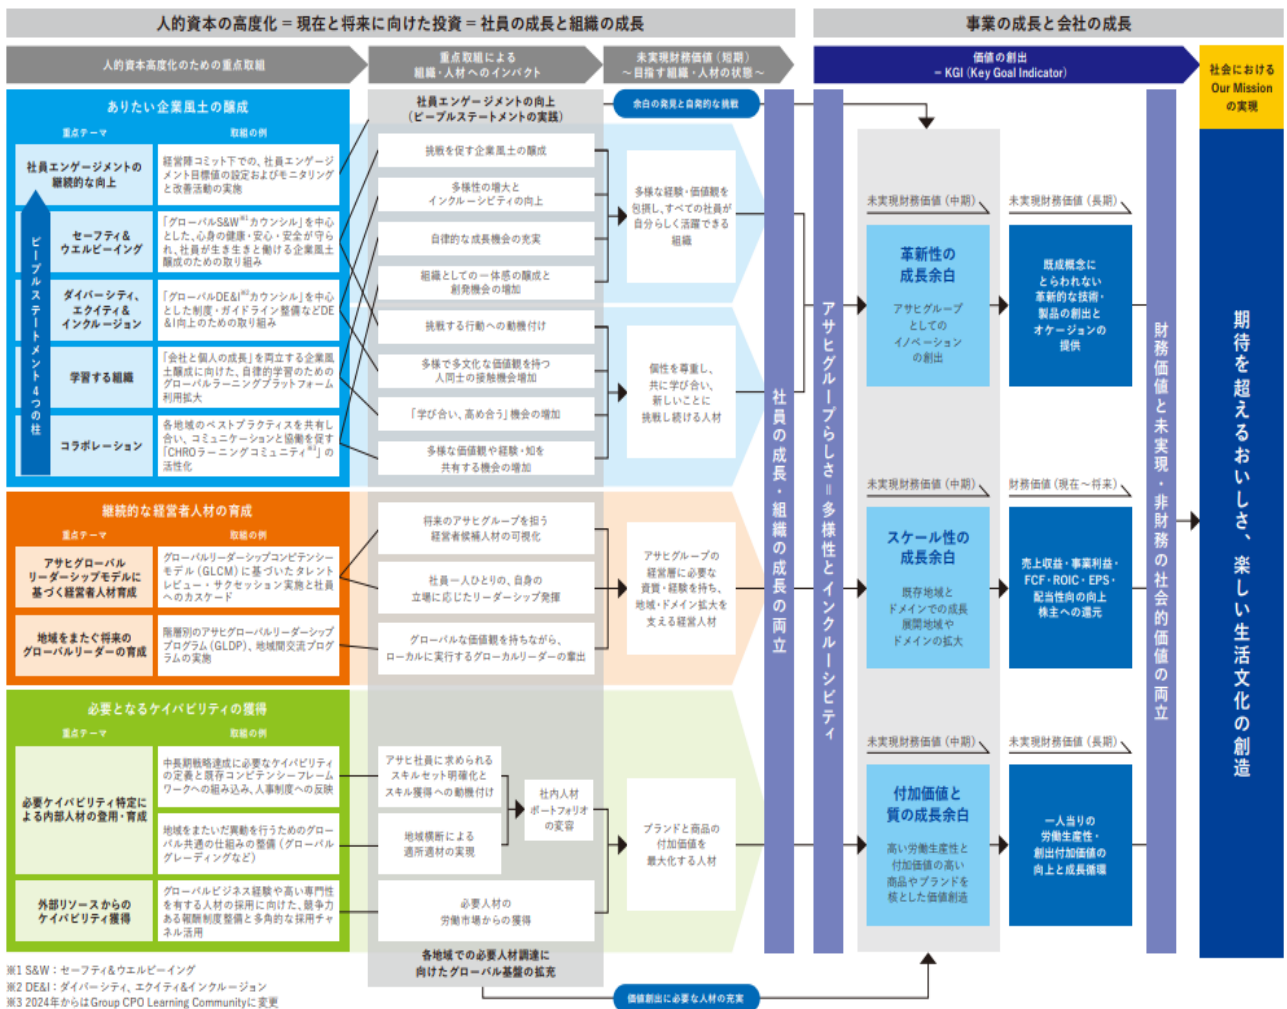 人的資本の高度化 = 現在と将来に向けた投資 = 社員の成長と組織の成長
事業の成長と会社の成長
人的資本高度化のための重点取組
重点取組による
組織・人材へのインパクト
未実現財務価値(短期)
〜目指す組織・人材の状態〜
価値の創出
– KGI (Key Goal Indicator)
社会における
Our Mission
の実現
ありたい企業風土の醸成
重点テーマ
取組の例
社員エンゲージメントの
継続的な向上
経営陣コミット下での、社員エンゲージ
メント目標値の設定およびモニタリング
と改善活動の実施
ピープルステートメント4つの柱
セーフティ&
ウエルビーイング
「グローバルS&W※1カウンシル」を中心
とした、心身の健康・安心・安全が守ら
れ、社員が生き生きと働ける企業風土
醸成のための取り組み
ダイバーシティ、
エクイティ&
インクルージョン
「グローバルDE&I※2カウンシル」を中心
とした制度・ガイドライン整備などDE
&I向上のための取り組み
学習する組織
「会社と個人の成長」を両立する企業風
土醸成に向けた、自律的学習のための
グローバルラーニングプラットフォーム
利用拡大
コラボレーション
各地域のベストプラクティスを共有し
合い、コミュニケーションと協働を促す
「CHROラーニングコミュニティ※3」の
活性化
社員エンゲージメントの向上
(ピープルステートメントの実践)
挑戦を促す企業風土の醸成
多様性の増大と
インクルーシビティの向上
自律的な成長機会の充実
組織としての一体感の醸成と
創発機会の増加
挑戦する行動への動機付け
多様で多文化な価値観を持つ
人同士の接触機会増加
「学び合い、高め合う」機会の増加
多様な価値観や経験・知を
共有する機会の増加
余白の発見と自発的な挑戦
多様な経験・価値観を
包摂し、すべての社員が
自分らしく活躍できる
組織
個性を尊重し、
共に学び合い、
新しいことに
挑戦し続ける人材
継続的な経営者人材の育成
重点テーマ
取組の例
アサヒグローバル
リーダーシップモデルに
基づく経営者人材育成
グローバルリーダーシップコンピテンシー
モデル(GLCM)に基づいたタレント
レビュー・サクセッション実施と社員
へのカスケード
地域をまたぐ将来の
グローバルリーダーの育成
階層別のアサヒグローバルリーダーシップ
プログラム(GLDP)、地域間交流プログ
ラムの実施
将来のアサヒグループを担う
経営者候補人材の可視化
社員一人ひとりの、自身の
立場に応じたリーダーシップ発揮
グローバルな価値観を持ちながら、
ローカルに実行するグローカルリーダーの輩出
アサヒグループの
経営層に必要な
資質・経験を持ち、
地域・ドメイン拡大を
支える経営人材
必要となるケイパビリティの獲得
重点テーマ
取組の例
必要ケイパビリティ特定に
よる内部人材の登用・育成
中長期戦略達成に必要なケイパビリティ
の定義と既存コンピテンシーフレーム
ワークへの組み込み、人事制度への反映
地域をまたいだ異動を行うためのグロー
バル共通の仕組みの整備(グローバル
グレーディングなど)
外部リソースからの
ケイパビリティ獲得
グローバルビジネス経験や高い専門性
を有する人材の採用に向けた、競争力
ある報酬制度整備と多角的な採用チャ
ネル活用
アサヒ社員に求められる
スキルセット明確化と
スキル獲得への動機付け
地域横断による
適所適材の実現
社内人材
ポートフォリオ
の変容
必要人材の
労働市場からの獲得
ブランドと商品の
付加価値を
最大化する人材
各地域での必要人材調達に
向けたグローバル基盤の拡充
価値創出に必要な人材の充実
社員の成長・組織の成長の両立
アサヒグループらしさ=多様性とインクルーシビティ
未実現財務価値(中期)
革新性の
成長余白
アサヒグループ
としての
イノベーション
の創出
未実現財務価値(長期)
既成概念に
とらわれない
革新的な技術・
製品の創出と
オケージョンの
提供
未実現財務価値(中期)
スケール性の
成長余白
既存地域と
ドメインでの成長
展開地域や
ドメインの拡大
財務価値(現在〜将来)
売上収益・事業利益・
FCF・ROIC・EPS・
配当性向の向上
株主への還元
未実現財務価値(中期)
付加価値と
質の成長余白
高い労働生産性と
付加価値の高い
商品やブランドを
核とした価値創造
未実現財務価値(長期)
一人当りの
労働生産性・
創出付加価値の
向上と成長循環
財務価値と未実現・非財務の社会的価値の両立
期待を超えるおいしさ、楽しい生活文化の創造
※1 S&W:セーフティ&ウエルビーイング
※2 DE&I:ダイバーシティ、エクイティ&インクルージョン
※3 2024年からはGroup CPO Learning Communityに変更